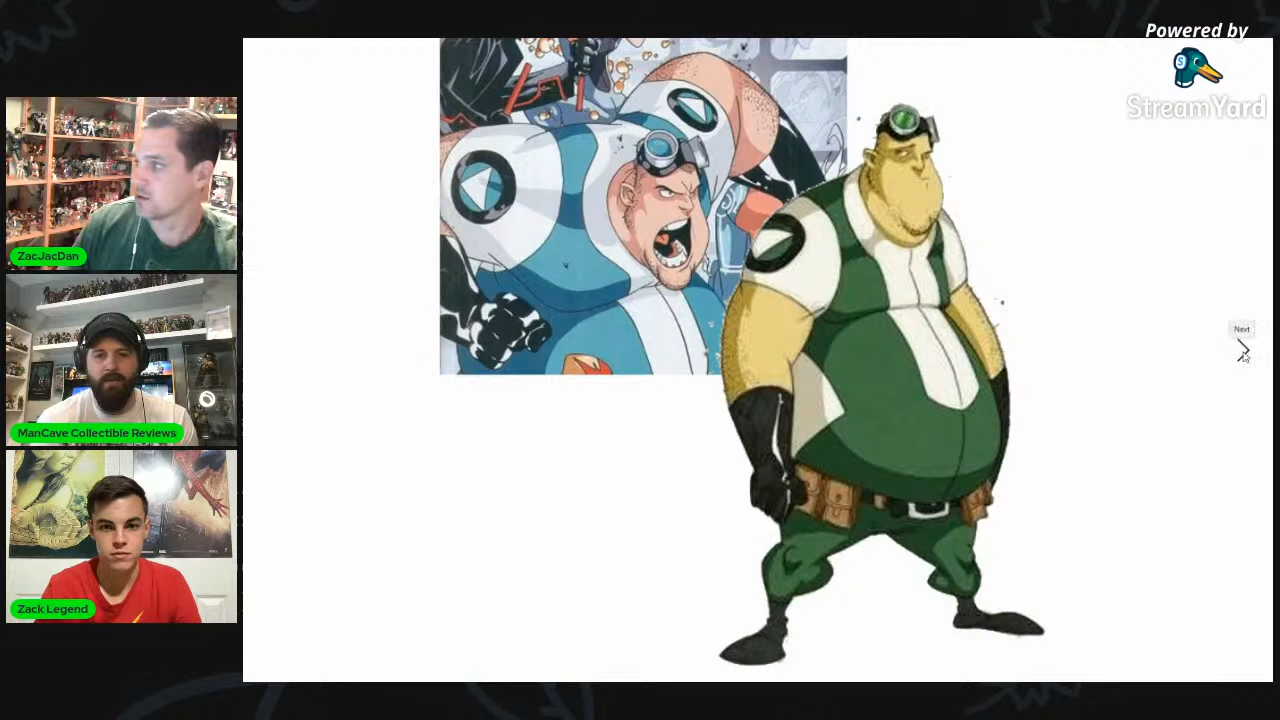 Powered by
StreamYard
ZacJacDan
Next
ManCave Collectible Reviews
Zack Legend